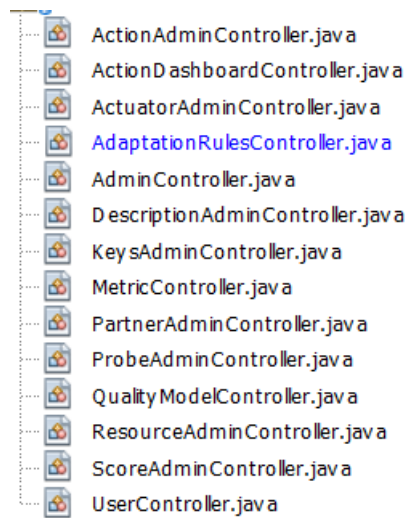 ActionAdminController.java
ActionDashboardController.java
ActuatorAdminController.java
AdaptationRulesController.java
AdminController.java
DescriptionAdminController.java
KeysAdminController.java
MetricController.java
PartnerAdminController.java
ProbeAdminController.java
QualityModelController.java
ResourceAdminController.java
ScoreAdminController.java
UserController.java